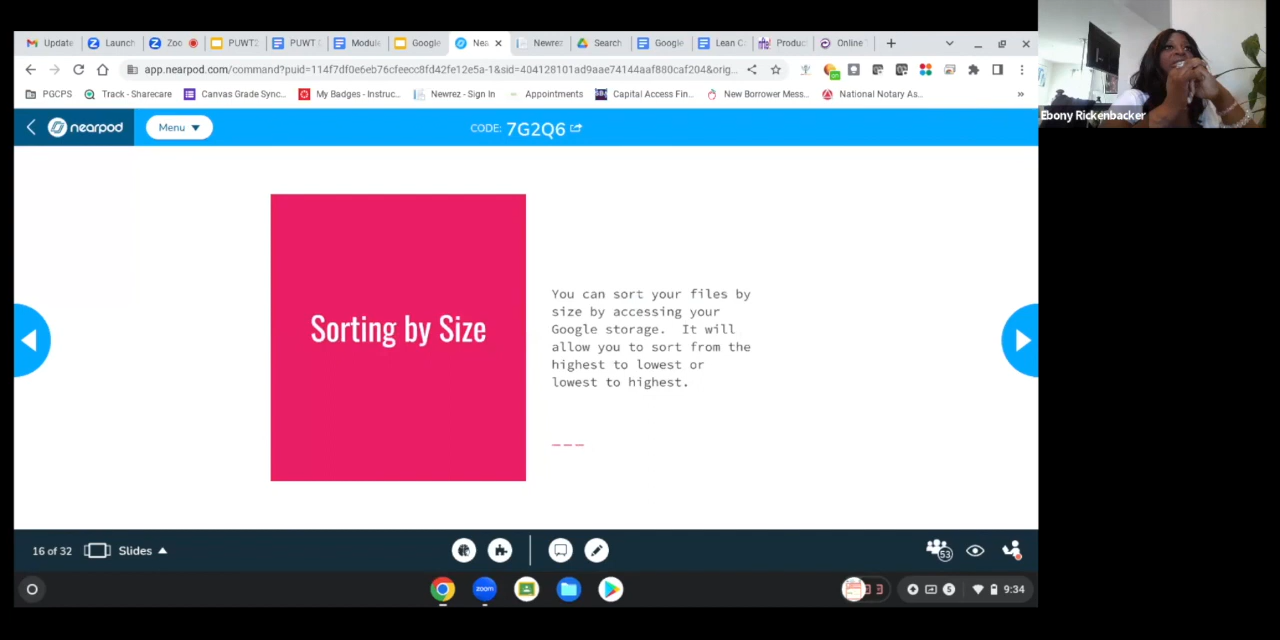 Update
Launch
Zoo
PUWT2
PUWT
Module
Google
Nea
Newrez
Search
Google
Lean C
Produc
Online
app.nearpod.com/command?puid=114f7df0e6eb76cfeecc8fd42fe12e5a-1&sid=404128101ad9aae74144aaf880caf204&orig...
PGCPS
Track - Sharecare
Canvas Grade Sync...
My Badges - Instruc...
Newrez - Sign In
Appointments
Capital Access Fin...
New Borrower Mess...
National Notary As...
»
nearpod
Menu
CODE: 7G2Q6
Ebony Rickenbacker
Sorting by Size
You can sort your files by
size by accessing your
Google storage. It will
allow you to sort from the
highest to lowest or
lowest to highest.
16 of 32
Slides
53
zoom
3
5
9:34